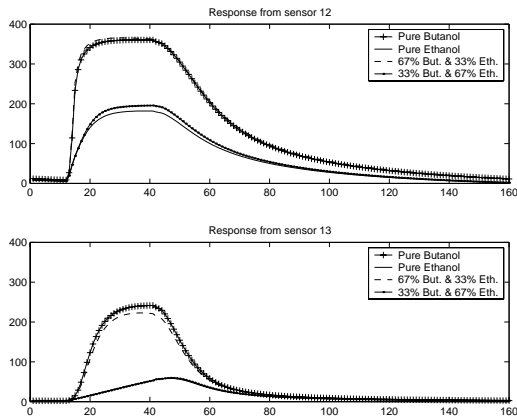 Response from sensor 12
400
300
200
100
0
0 20 40 60 80 100 120 140 160
Pure Butanol
Pure Ethanol
67% But. & 33% Eth.
33% But. & 67% Eth.
Response from sensor 13
400
300
200
100
0
0 20 40 60 80 100 120 140 160
Pure Butanol
Pure Ethanol
67% But. & 33% Eth.
33% But. & 67% Eth.